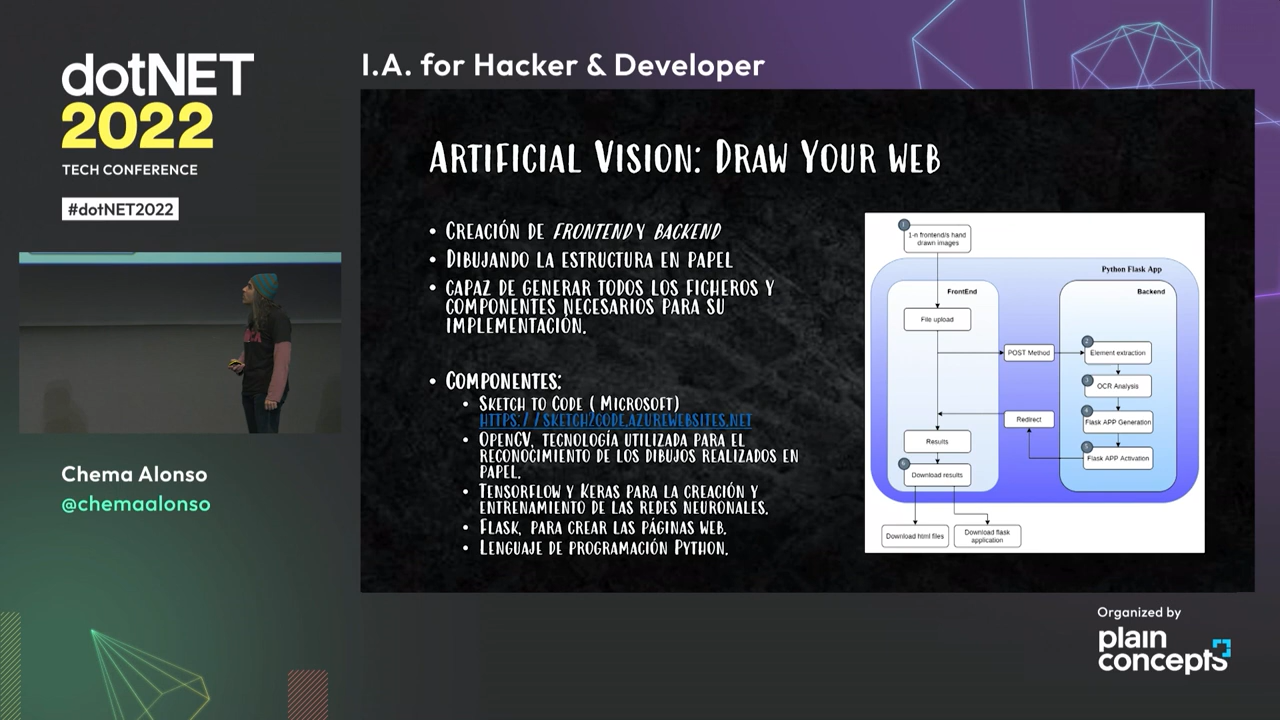 dotNET
2022
TECH CONFERENCE
#dotNET2022
Chema Alonso
@chemaalonso
I.A. for Hacker & Developer
ARTIFICIAL VISION: DRAW YOUR WEB
• CREACIÓN DE FRONTEND Y BACKEND
• DIBUJANDO LA ESTRUCTURA EN PAPEL
• CAPAZ DE GENERAR TODOS LOS FICHEROS Y
COMPONENTES NECESARIOS PARA SU
IMPLEMENTACIÓN.
• COMPONENTES:
• SKETCH TO CODE ( MICROSOFT)
HTTPS://SKETCH2CODE.AZUREWEBSITES.NET
• OPENCV, TECNOLOGÍA UTILIZADA PARA EL
RECONOCIMIENTO DE LOS DIBUJOS REALIZADOS EN
PAPEL.
• TENSORFLOW Y KERAS PARA LA CREACIÓN Y
ENTRENAMIENTO DE LAS REDES NEURONALES.
• FLASK, PARA CREAR LAS PÁGINAS WEB.
• LENGUAJE DE PROGRAMACIÓN PYTHON.
1
1-n frontend/s hand
drawn images
Python Flask App
FrontEnd
Backend
File upload
POST Method
2
Element extraction
3
OCR Analysis
Redirect
4
Flask APP Generation
Results
5
Flask APP Activation
6
Download results
Download html files
Download flask
application
Organized by
plain
concepts